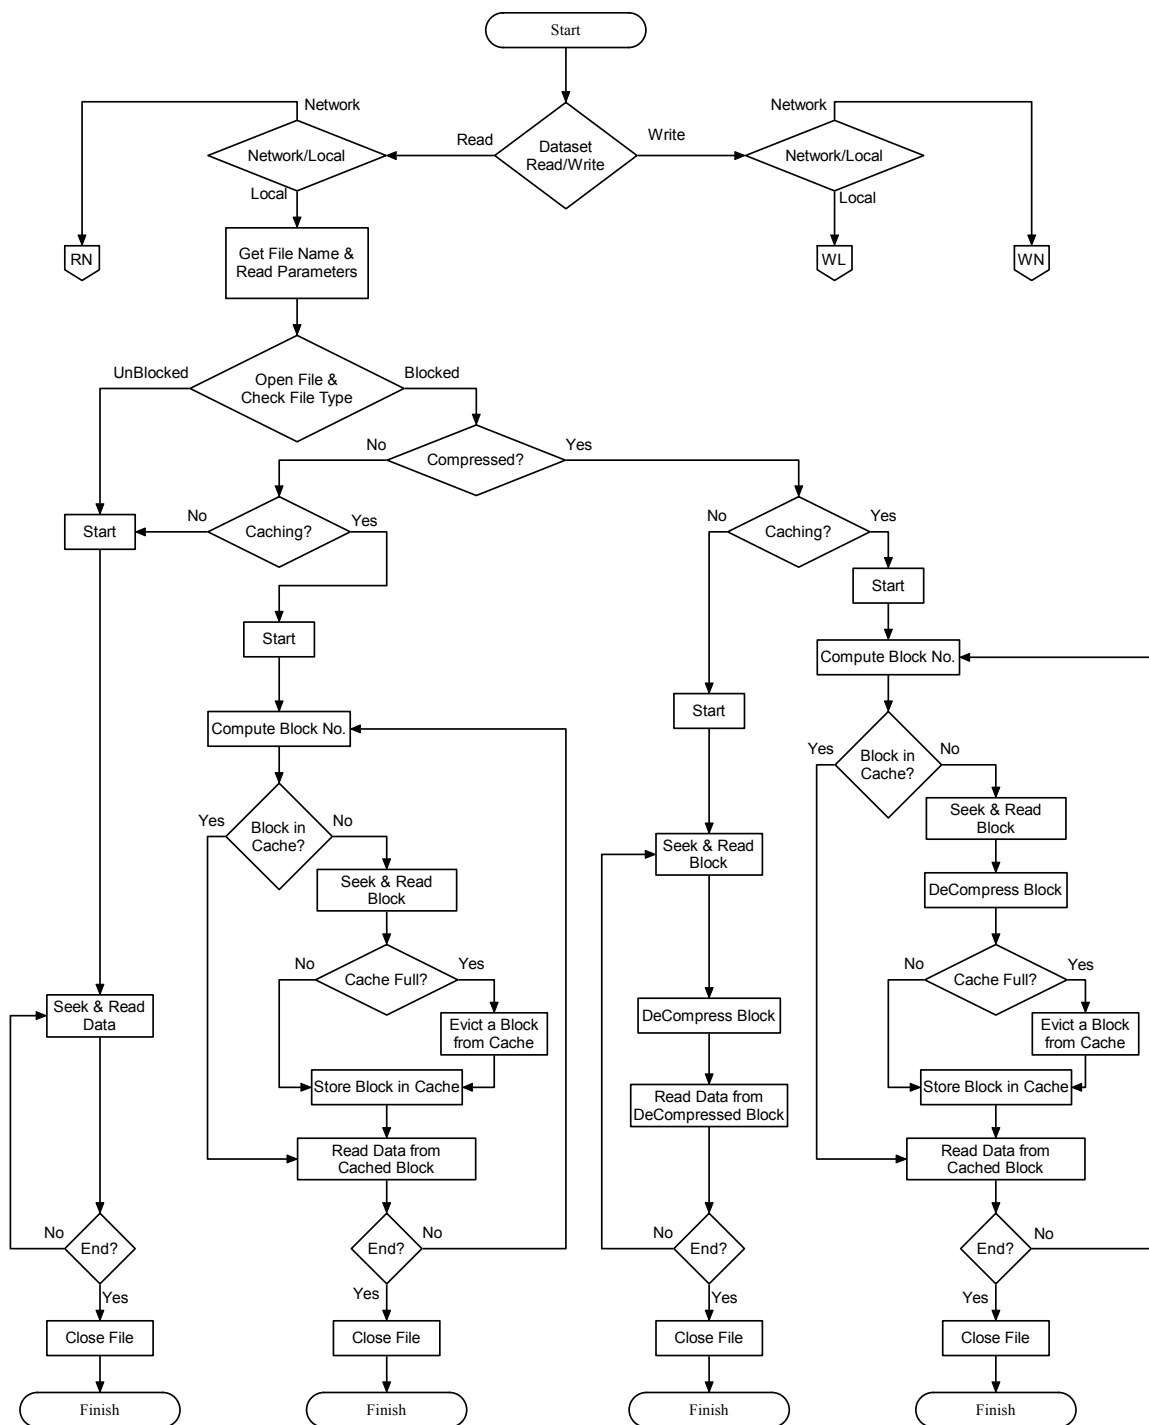 Start
Network
Network
Read
Write
Network/Local
Dataset
Read/Write
Network/Local
Local
Local
RN
Get File Name &
Read Parameters
WL
WN
UnBlocked
Open File &
Check File Type
Blocked
No
Compressed?
Yes
Start
No
Caching?
Yes
No
Caching?
Yes
Start
Start
Compute Block No.
Start
Compute Block No.
Yes
Block in
Cache?
No
Seek & Read
Block
Yes
Block in
Cache?
No
Seek & Read
Block
Seek & Read
Block
DeCompress Block
No
Cache Full?
Yes
No
Cache Full?
Yes
Seek & Read
Data
Evict a Block
from Cache
DeCompress Block
Evict a Block
from Cache
Store Block in Cache
Read Data from
DeCompressed Block
Store Block in Cache
Read Data from
Cached Block
Read Data from
Cached Block
No
End?
End?
No
No
End?
End?
No
Yes
Yes
Yes
Yes
Close File
Close File
Close File
Close File
Finish
Finish
Finish
Finish